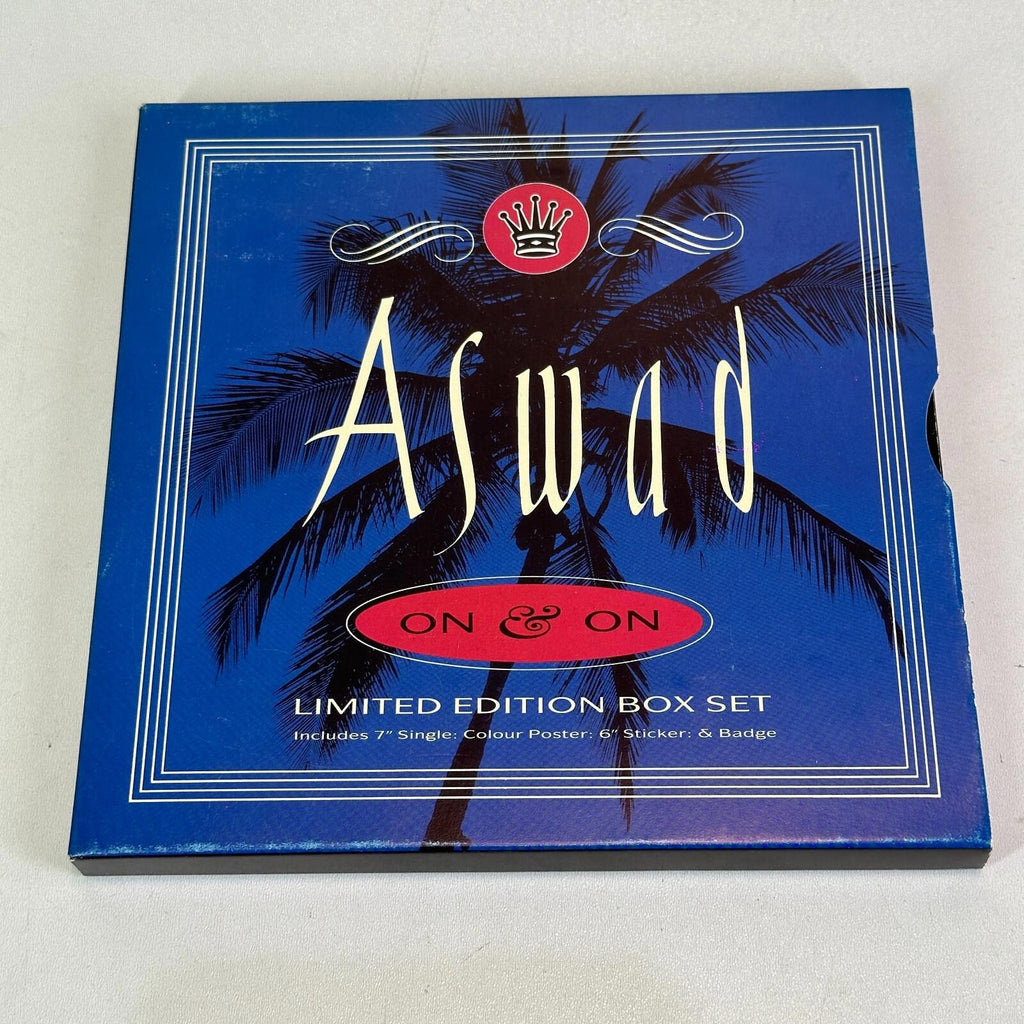 Aswad
ON & ON
LIMITED EDITION BOX SET
Includes 7" Single: Colour Poster: 6" Sticker: & Badge